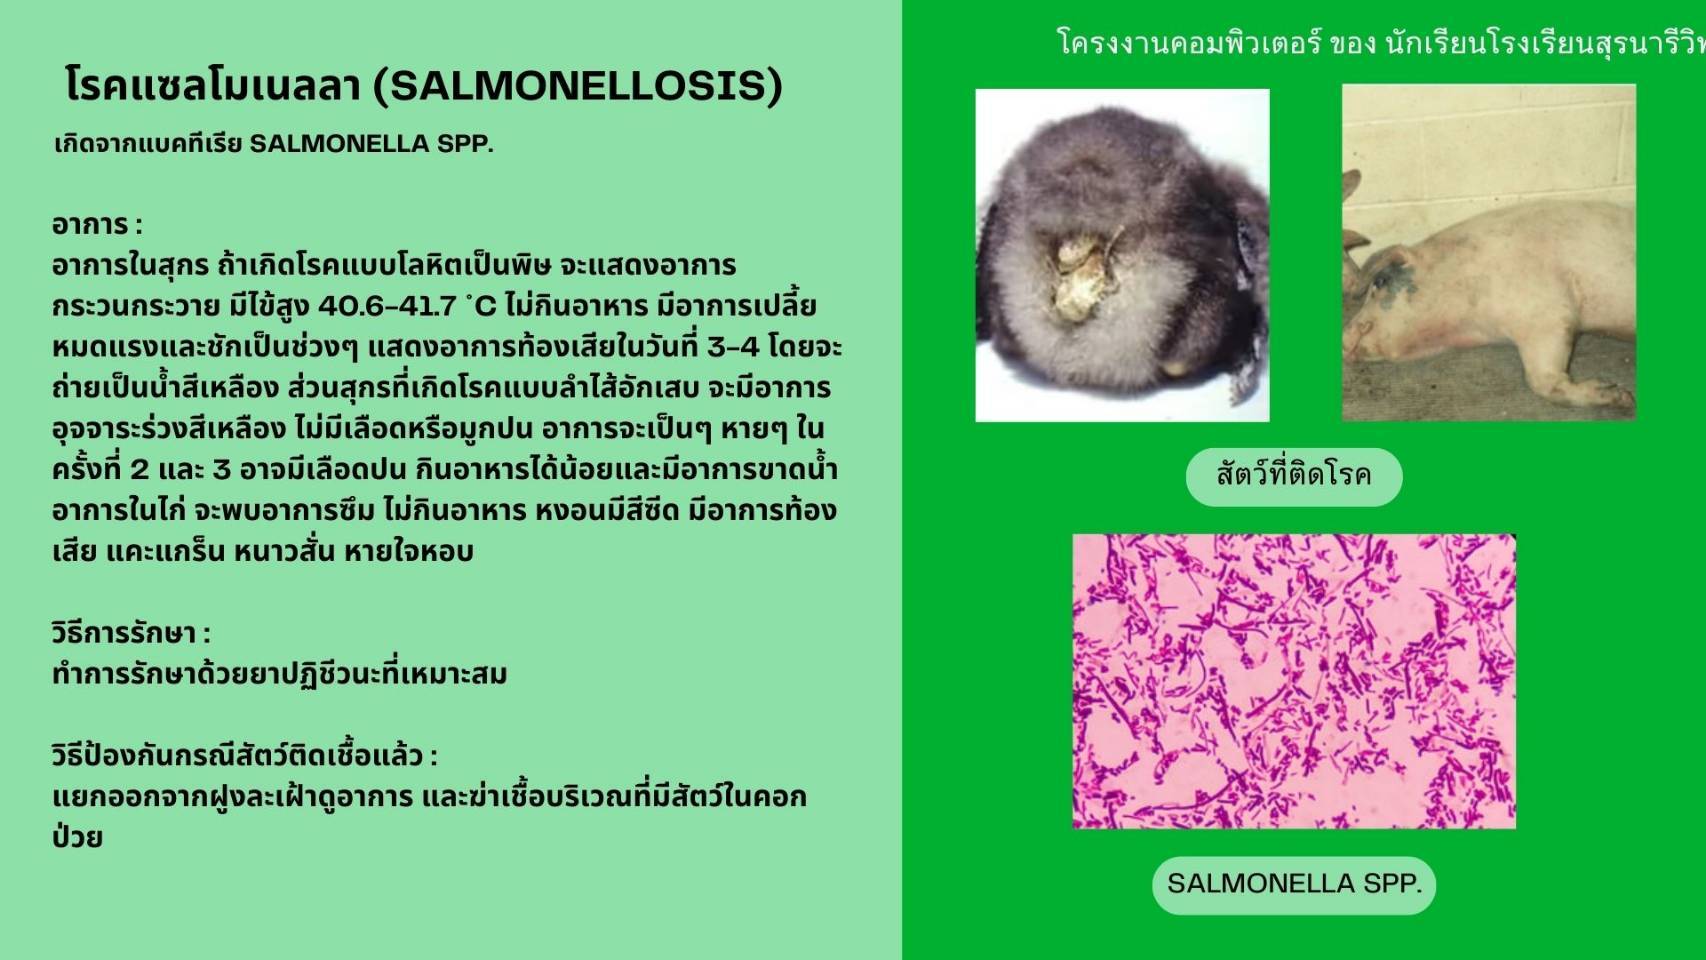 โรคแซลโมเนลลา (SALMONELLOSIS)
เกิดจากแบคทีเรีย SALMONELLA SPP.
อาการ :
อาการในสุกร ถ้าเกิดโรคแบบโลหิตเป็นพิษ จะแสดงอาการ
กระวนกระวาย มีไข้สูง 40.6-41.7 ˚C ไม่กินอาหาร มีอาการเปลี้ย
หมดแรงและชักเป็นช่วงๆ แสดงอาการท้องเสียในวันที่ 3-4 โดยจะ
ถ่ายเป็นน้ำสีเหลือง ส่วนสุกรที่เกิดโรคแบบลำไส้อักเสบ จะมีอาการ
อุจจาระร่วงสีเหลือง ไม่มีเลือดหรือมูกปน อาการจะเป็นๆ หายๆ ใน
ครั้งที่ 2 และ 3 อาจมีเลือดปน กินอาหารได้น้อยและมีอาการขาดน้ำ
อาการในไก่ จะพบอาการซึม ไม่กินอาหาร หงอนมีสีซีด มีอาการท้อง
เสีย แคะแกร็น หนาวสั่น หายใจหอบ
วิธีการรักษา :
ทำการรักษาด้วยยาปฏิชีวนะที่เหมาะสม
วิธีป้องกันกรณีสัตว์ติดเชื้อแล้ว :
แยกออกจากฝูงละเฝ้าดูอาการ และฆ่าเชื้อบริเวณที่มีสัตว์ในคอก
ป่วย
โครงงานคอมพิวเตอร์ ของ นักเรียนโรงเรียนสุรนารีวิท
สัตว์ที่ติดโรค
SALMONELLA SPP.